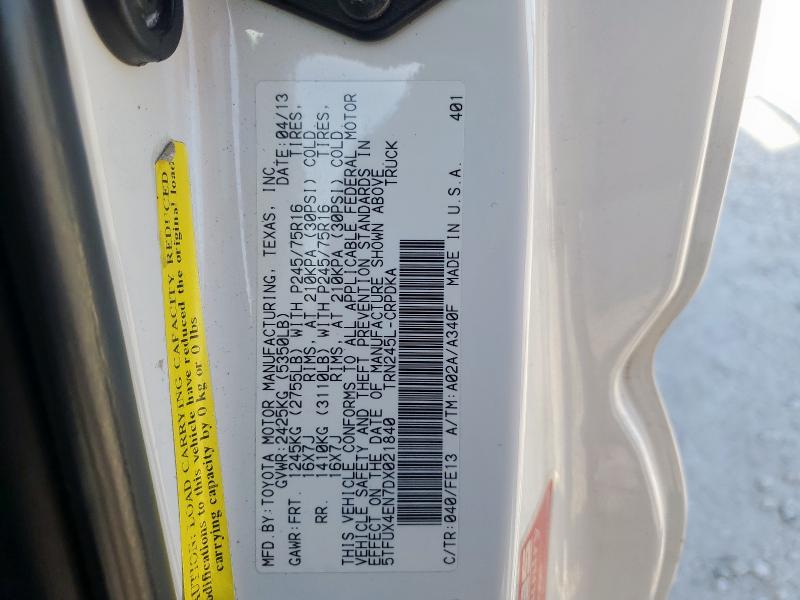 MFD.BY:TOYOTA MOTOR MANUFACTURING, TEXAS, INC. DATE:04/13
GVWR:2425KG (5350LB)
GAWR:FRT. 1245KG (2755LB) WITH P245/75R16 TIRES,
16X7J RIMS, AT 210KPA (30PSI) COLD
RR. 1410KG (3110LB) WITH P245/75R16 TIRES,
16X7J RIMS, AT 210KPA (30PSI) COLD
THIS VEHICLE CONFORMS TO ALL APPLICABLE FEDERAL MOTOR
VEHICLE SAFETY AND THEFT PREVENTION STANDARDS IN
EFFECT ON THE DATE OF MANUFACTURE SHOWN ABOVE.
5TFUX4EN7DX021840 TRN245L-CRPDKA TRUCK
C/TR:040/FE13 A/TM:A02A/A340F MADE IN U.S.A. 401
CAUTION: LOAD CARRYING CAPACITY REDUCED
modifications to this vehicle have reduced the original load
carrying capacity by 0 kg or 0 lbs